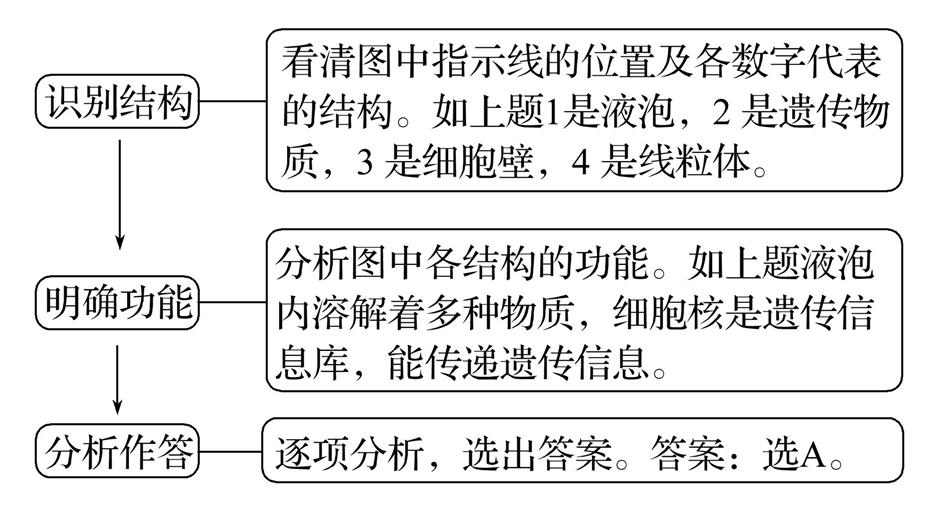 识别结构
看清图中指示线的位置及各数字代表
的结构。如上题1是液泡，2 是遗传物
质，3 是细胞壁，4 是线粒体。
明确功能
分析图中各结构的功能。如上题液泡
内溶解着多种物质，细胞核是遗传信
息库，能传递遗传信息。
分析作答
逐项分析，选出答案。答案：选A。